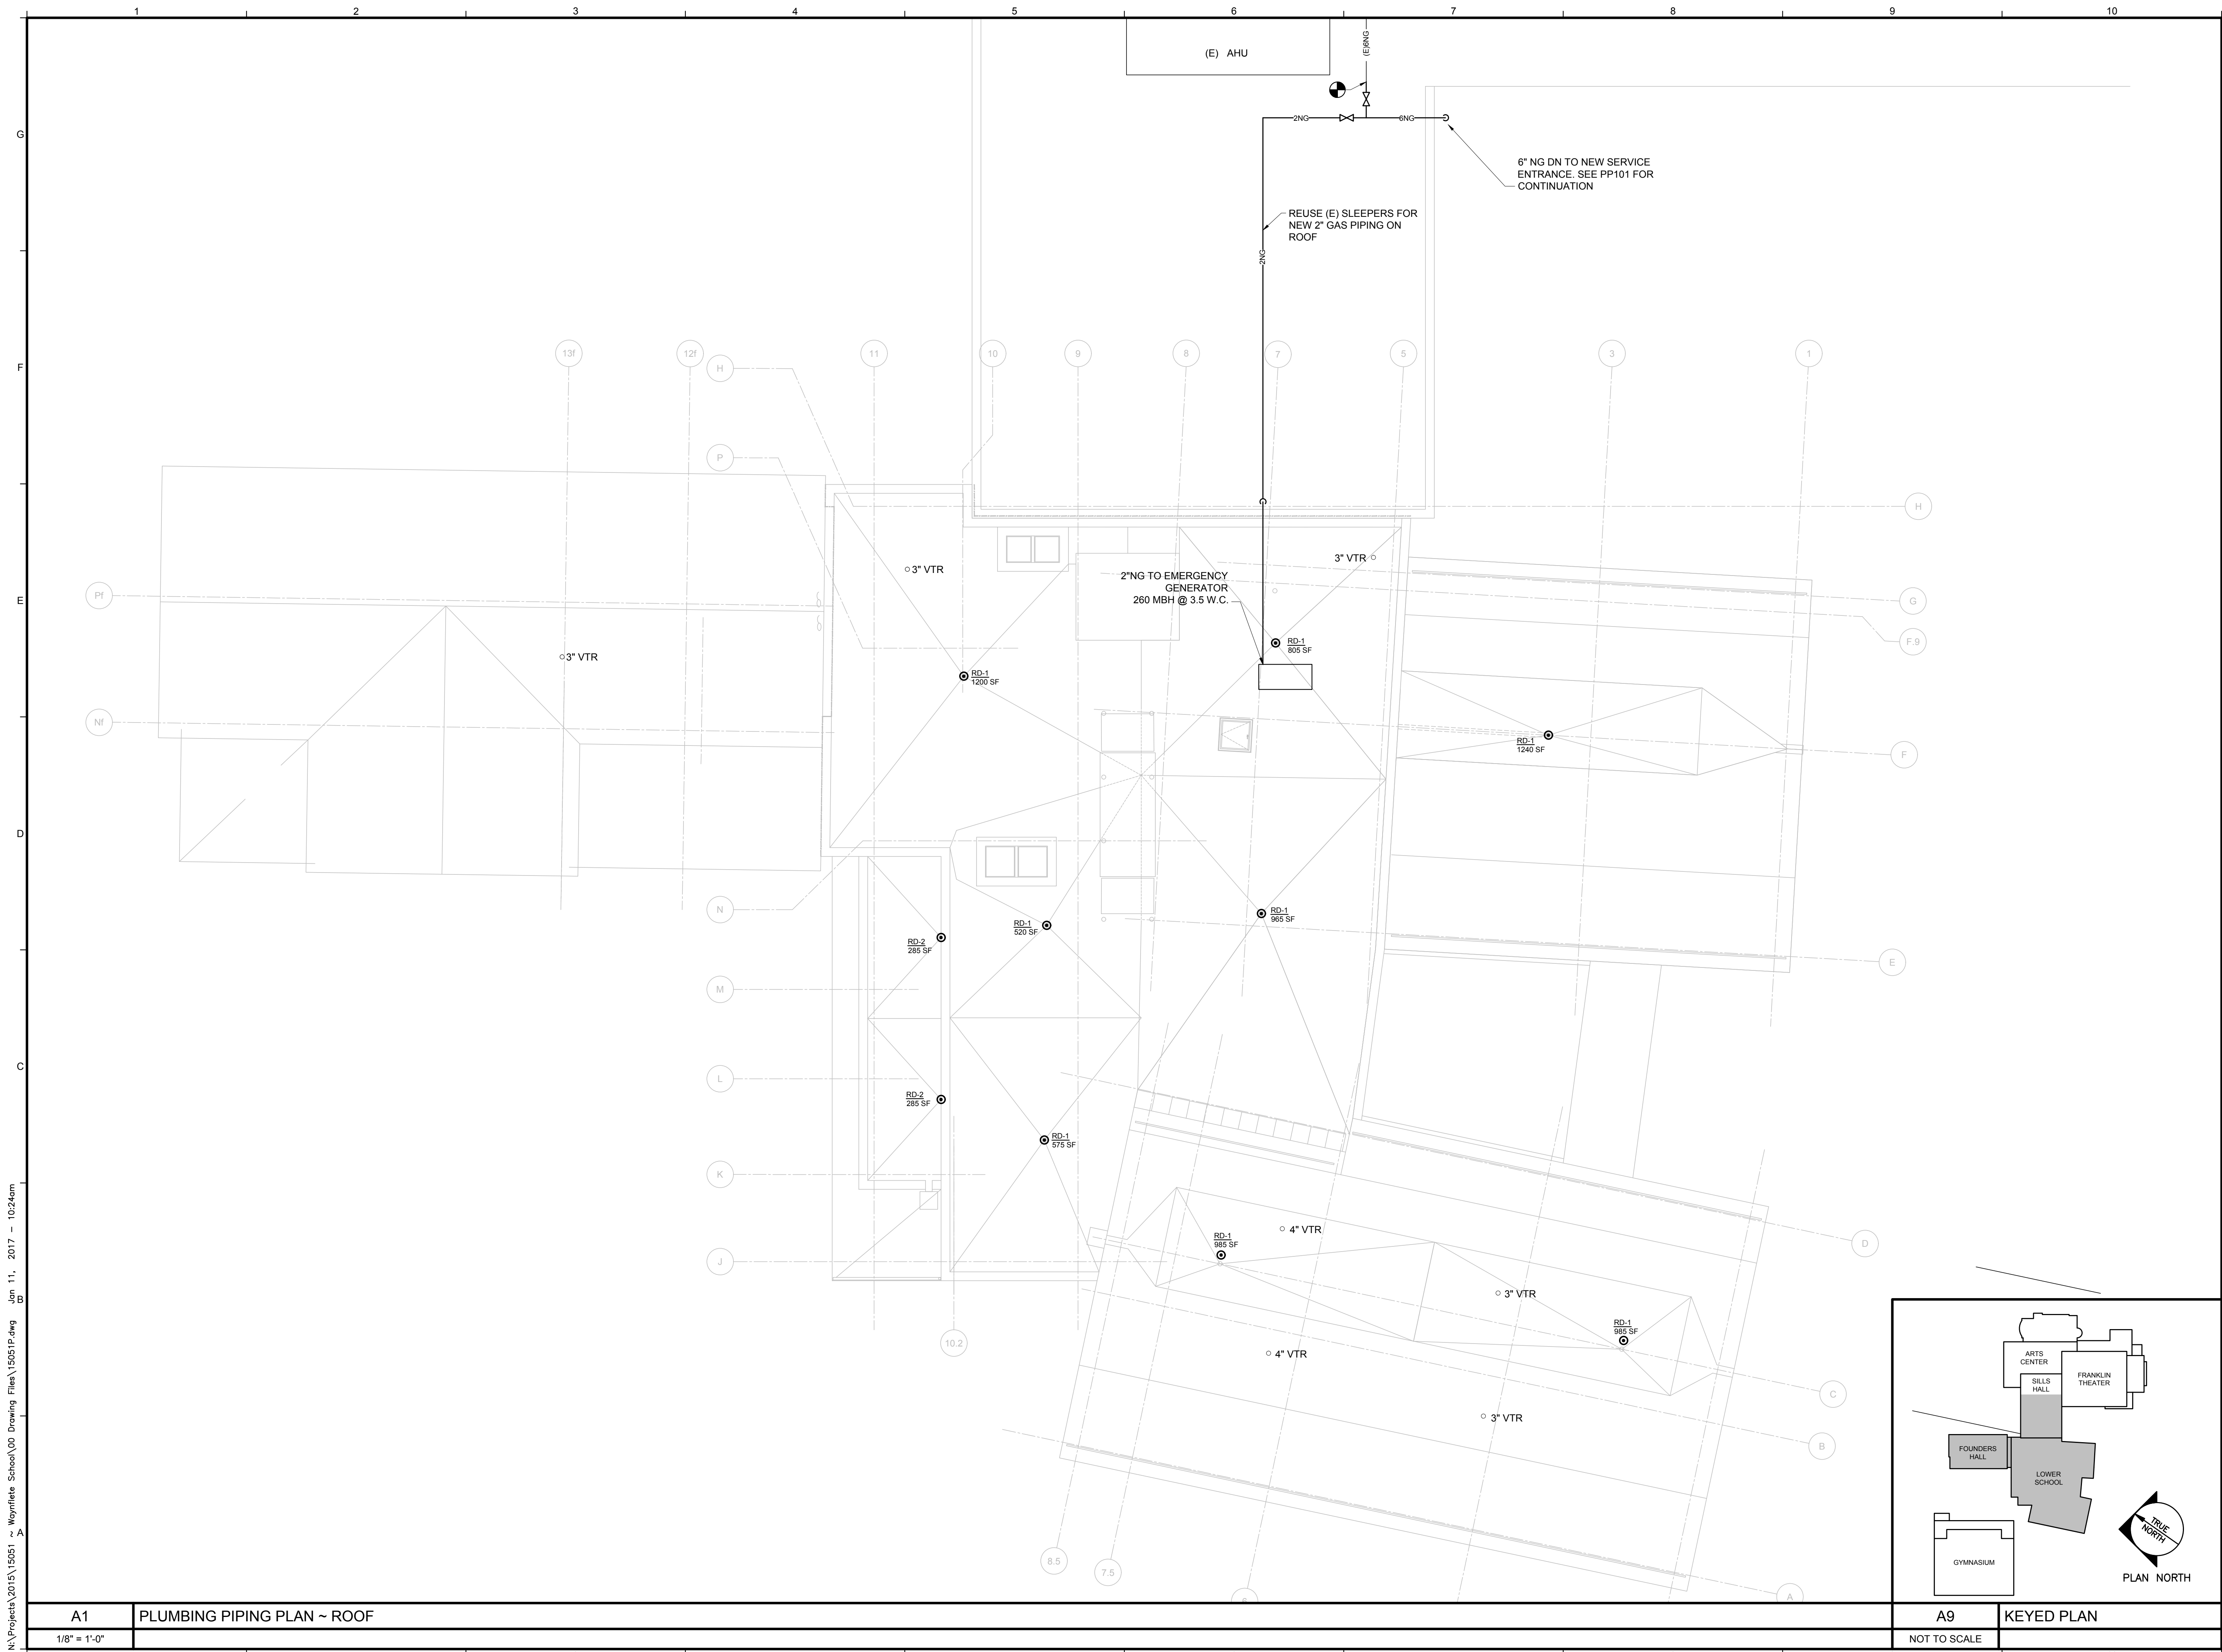 1 2 3 4 5 6 7 8 9 10
(E) AHU
(E)6NG
G
2NG
6NG
6" NG DN TO NEW SERVICE
ENTRANCE. SEE PP101 FOR
CONTINUATION
REUSE (E) SLEEPERS FOR
NEW 2" GAS PIPING ON
ROOF
2NG
F
13f 12f 11 10 9 8 7 5 3 1
H
P
H
3" VTR
3" VTR
2"NG TO EMERGENCY
GENERATOR
260 MBH @ 3.5 W.C.
E
Pf
G
F.9
3" VTR
RD-1
805 SF
RD-1
1200 SF
Nf
RD-1
1240 SF
F
D
N
RD-1
965 SF
RD-1
520 SF
RD-2
285 SF
E
M
C
L
RD-2
285 SF
RD-1
575 SF
K
4" VTR
RD-1
985 SF
D
J
B
3" VTR
RD-1
985 SF
10.2
4" VTR
C
3" VTR
B
A
8.5
7.5
A
ARTS
CENTER
FRANKLIN
THEATER
SILLS
HALL
FOUNDERS
HALL
LOWER
SCHOOL
GYMNASIUM
TRUE
NORTH
PLAN NORTH
A1 PLUMBING PIPING PLAN ~ ROOF
1/8" = 1'-0"
A9 KEYED PLAN
NOT TO SCALE
N:\Projects\2015\15051 ~ Waynflete School\00 Drawing Files\15051P.dwg Jan 11, 2017 - 10:24am